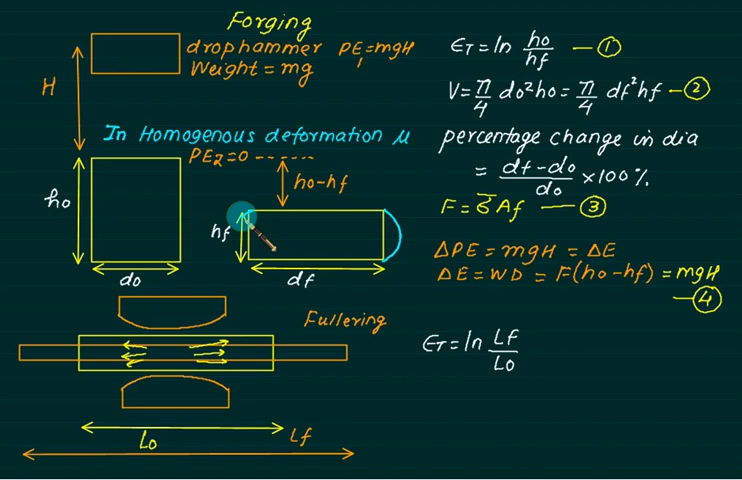 Forging
drophammer PE1=mgH
Weight = mg
H
In Homogenous deformation μ
PE2=0
ho
ho-hf
hf
do
df
Fullering
Lo
Lf
ϵT = ln ho/hf — ①
V = π/4 do²ho = π/4 df²hf — ②
percentage change in dia
= df-do/do × 100 %
F = σ̅ Af — ③
ΔPE = mgH = ΔE
ΔE = WD = F(ho-hf) = mgH
④
ϵT = ln Lf/Lo